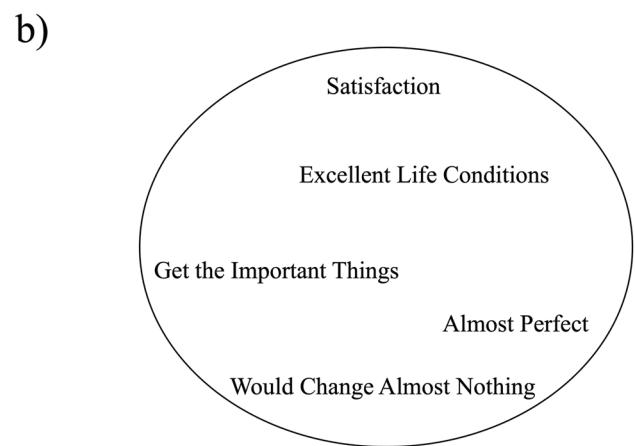 b)
Satisfaction
Excellent Life Conditions
Get the Important Things
Almost Perfect
Would Change Almost Nothing